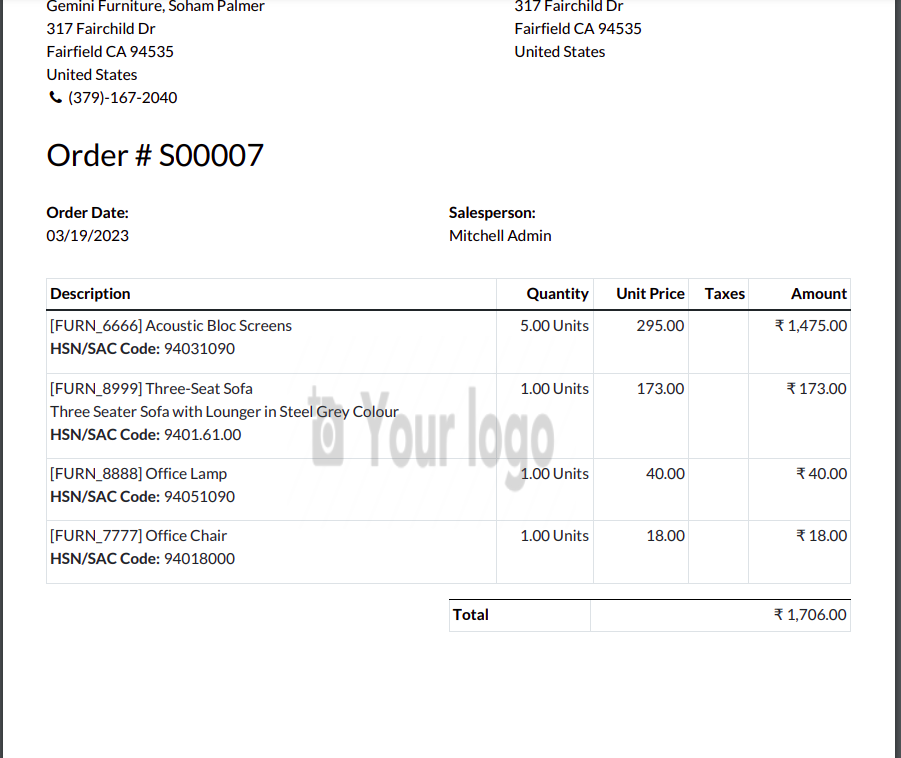 Gemini Furniture, Soham Palmer
317 Fairchild Dr
Fairfield CA 94535
United States
(379)-167-2040
317 Fairchild Dr
Fairfield CA 94535
United States
Order # S00007
Order Date:
03/19/2023
Salesperson:
Mitchell Admin
Description Quantity Unit Price Taxes Amount
[FURN_6666] Acoustic Bloc Screens 5.00 Units 295.00 ₹ 1,475.00
HSN/SAC Code: 94031090
[FURN_8999] Three-Seat Sofa 1.00 Units 173.00 ₹ 173.00
Three Seater Sofa with Lounger in Steel Grey Colour
HSN/SAC Code: 9401.61.00
[FURN_8888] Office Lamp 1.00 Units 40.00 ₹ 40.00
HSN/SAC Code: 94051090
[FURN_7777] Office Chair 1.00 Units 18.00 ₹ 18.00
HSN/SAC Code: 94018000
Your logo
Total ₹ 1,706.00